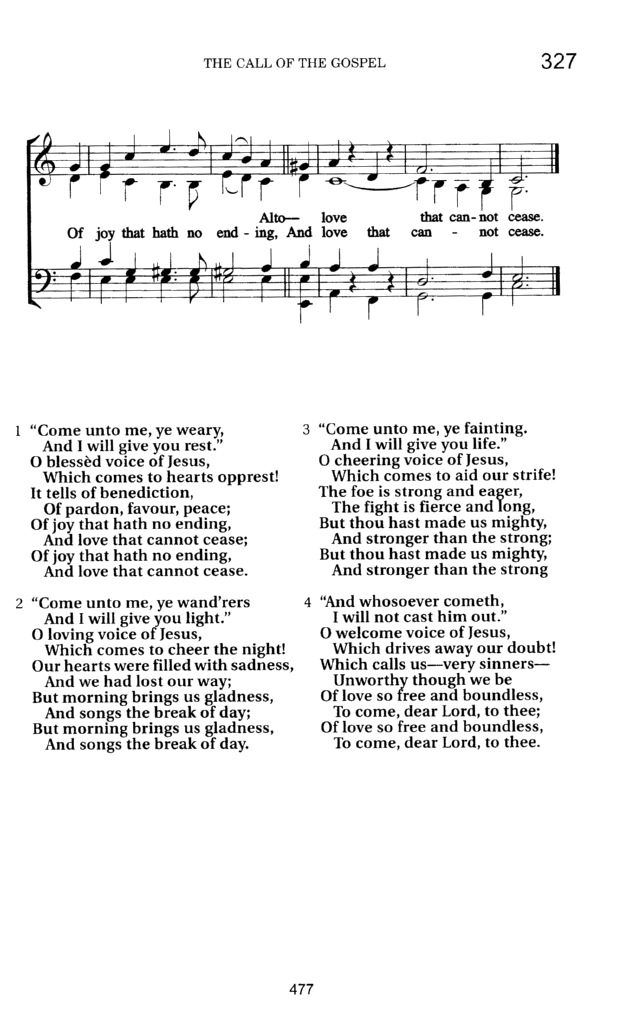 THE CALL OF THE GOSPEL
327
Alto— love that can-not cease.
Of joy that hath no end - ing, And love that can - not cease.
1 “Come unto me, ye weary,
And I will give you rest.”
O blessèd voice of Jesus,
Which comes to hearts opprest!
It tells of benediction,
Of pardon, favour, peace;
Of joy that hath no ending,
And love that cannot cease;
Of joy that hath no ending,
And love that cannot cease.
2 “Come unto me, ye wand’rers
And I will give you light.”
O loving voice of Jesus,
Which comes to cheer the night!
Our hearts were filled with sadness,
And we had lost our way;
But morning brings us gladness,
And songs the break of day;
But morning brings us gladness,
And songs the break of day.
3 “Come unto me, ye fainting.
And I will give you life.”
O cheering voice of Jesus,
Which comes to aid our strife!
The foe is strong and eager,
The fight is fierce and long,
But thou hast made us mighty,
And stronger than the strong;
But thou hast made us mighty,
And stronger than the strong
4 “And whosoever cometh,
I will not cast him out.”
O welcome voice of Jesus,
Which drives away our doubt!
Which calls us—very sinners—
Unworthy though we be
Of love so free and boundless,
To come, dear Lord, to thee;
Of love so free and boundless,
To come, dear Lord, to thee.
477